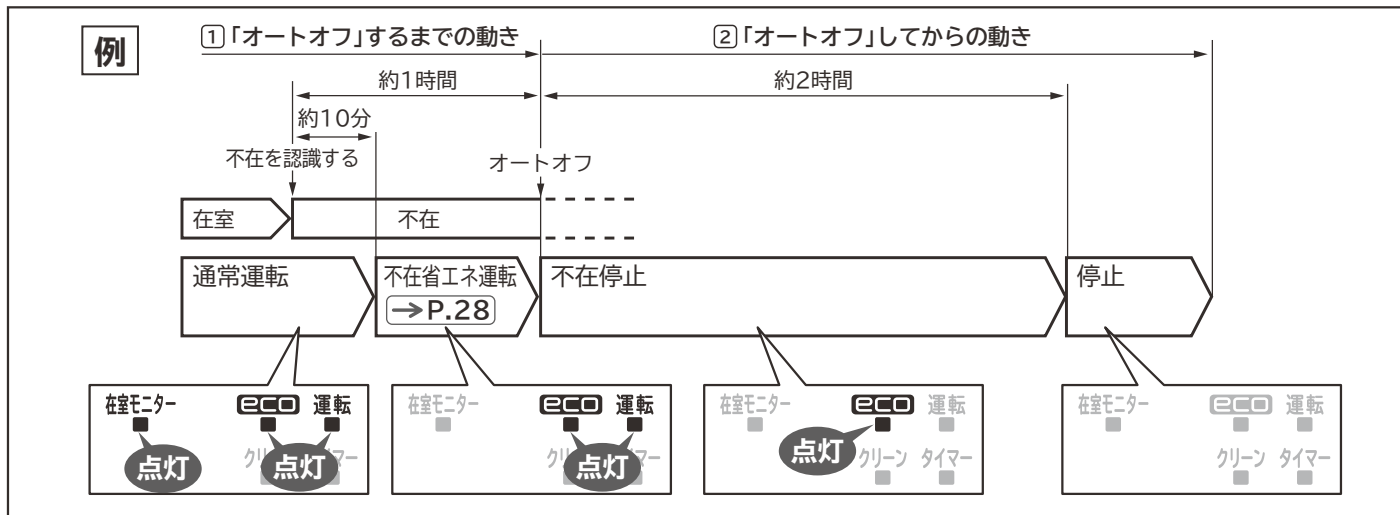 例
1「オートオフ」するまでの動き
2「オートオフ」してからの動き
約1時間
約2時間
約10分
不在を認識する
オートオフ
在室
不在
通常運転
不在省エネ運転
→P.28
不在停止
停止
在室モニター eco 運転
点灯 点灯
在室モニター eco 運転
点灯
在室モニター eco 運転
点灯 クリーン タイマー
在室モニター eco 運転
クリーン タイマー